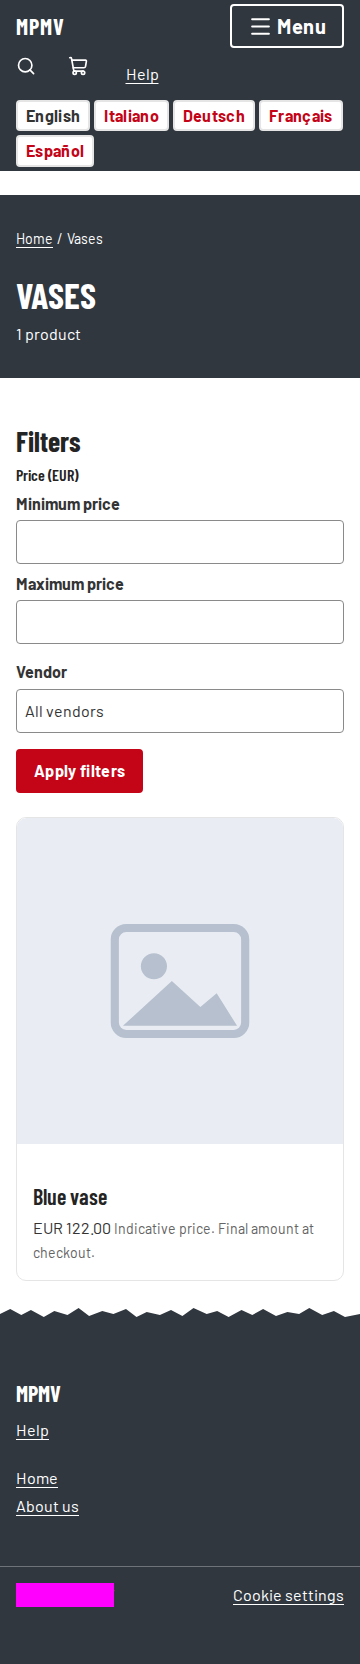 MPMV
Menu
Help
English Italiano Deutsch Français
Español
Home / Vases
VASES
1 product
Filters
Price (EUR)
Minimum price
Maximum price
Vendor
All vendors
Apply filters
Blue vase
EUR 122.00 Indicative price. Final amount at
checkout.
MPMV
Help
Home
About us
Cookie settings